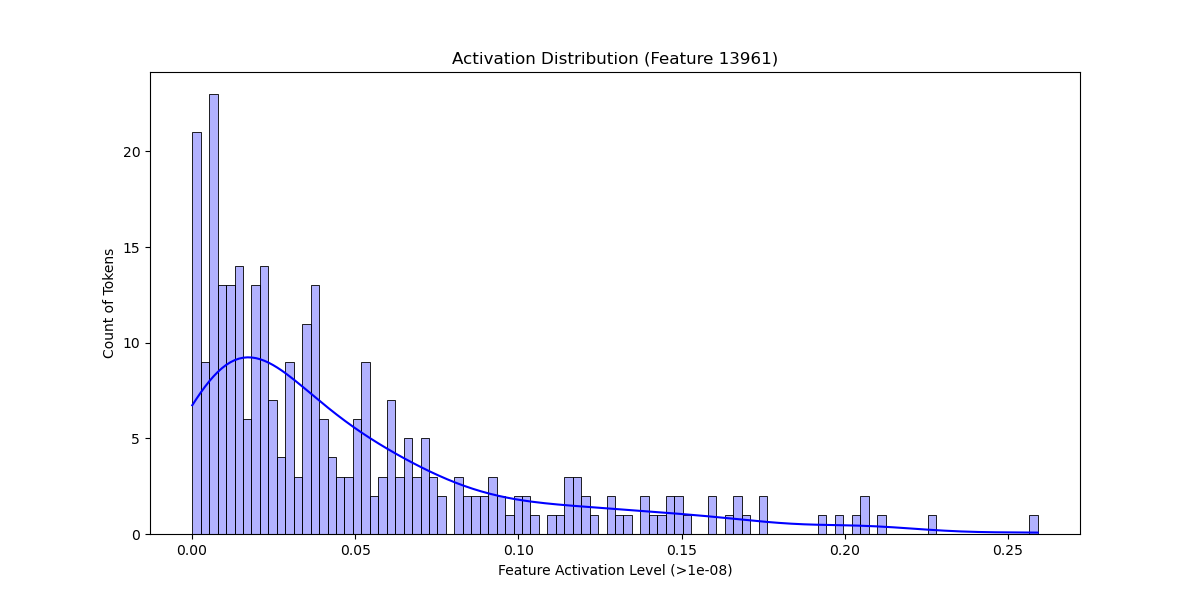 Activation Distribution (Feature 13961)
Count of Tokens
20
15
10
5
0
0.00 0.05 0.10 0.15 0.20 0.25
Feature Activation Level (>1e-08)